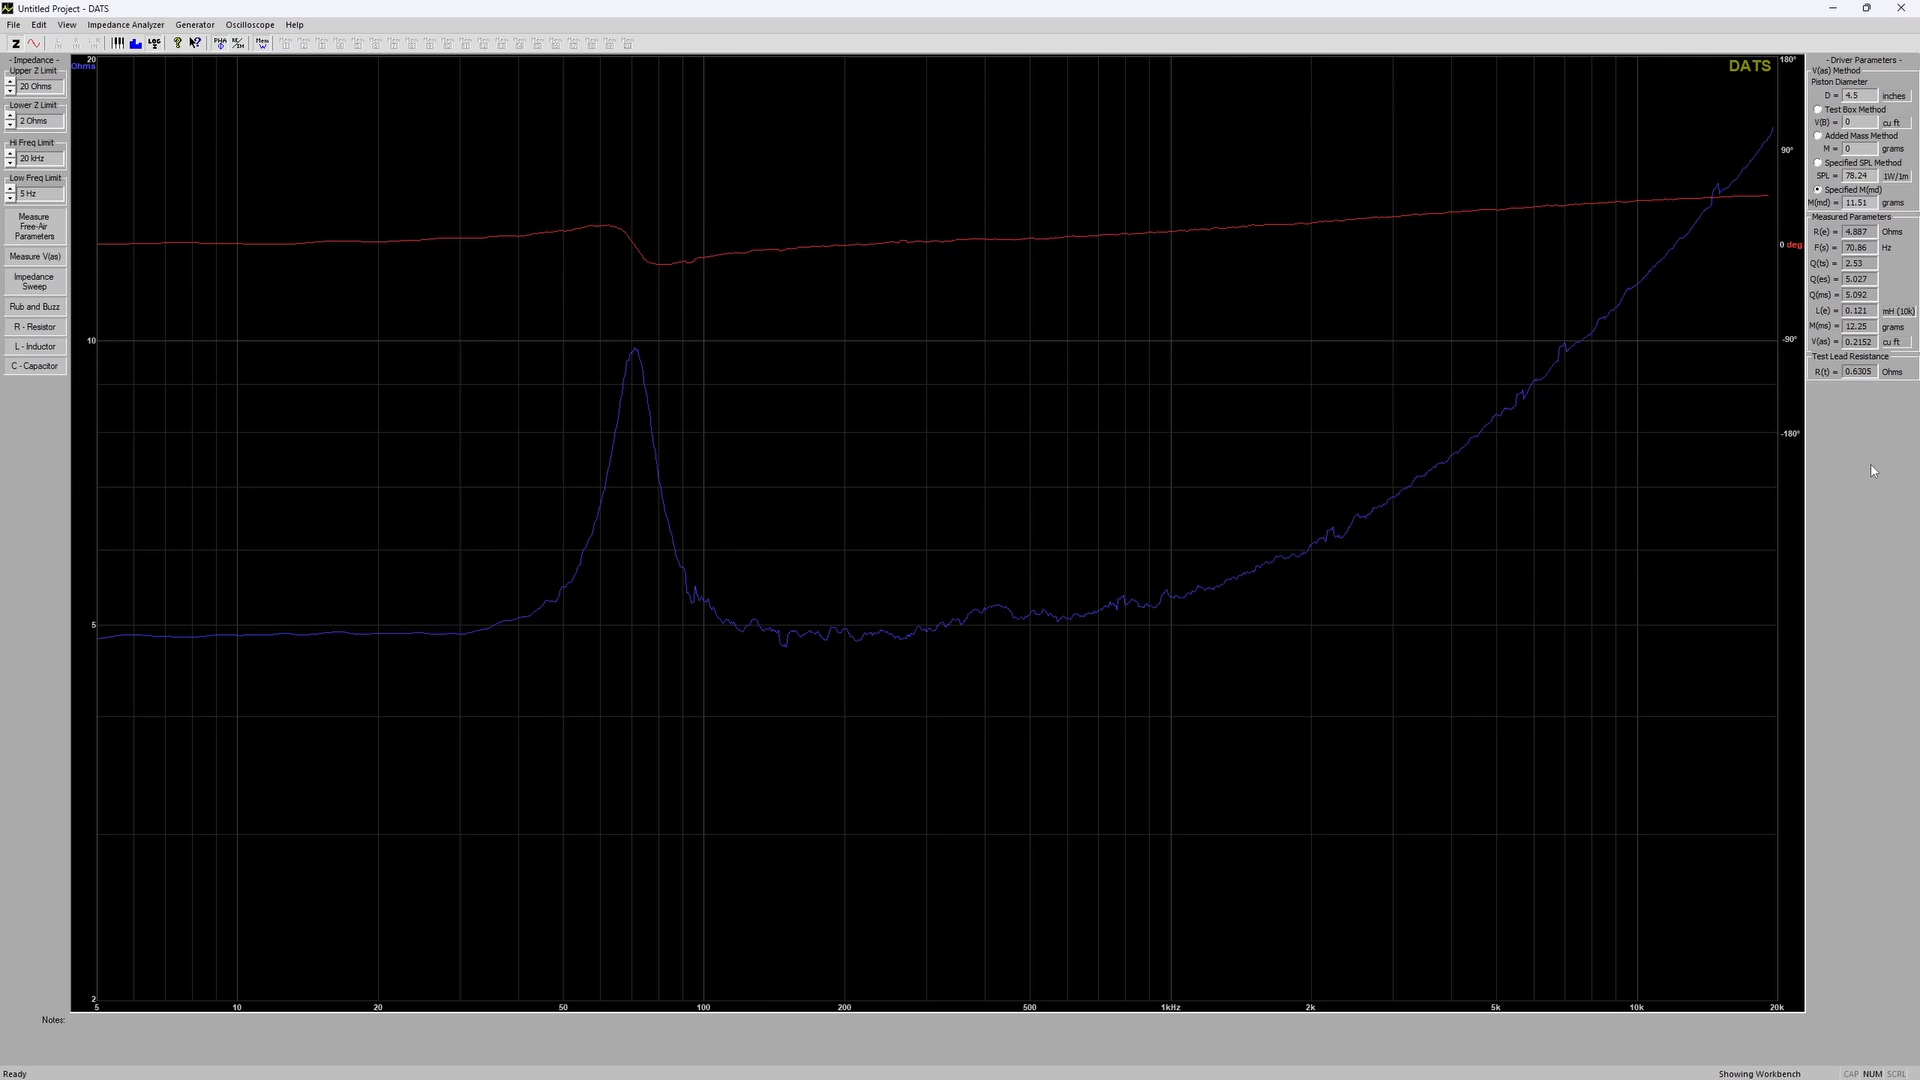 Untitled Project - DATS
File Edit View Impedance Analyzer Generator Oscilloscope Help
- Impedance -
Upper Z Limit
20 Ohms
Lower Z Limit
2 Ohms
Hi Freq Limit
20 kHz
Low Freq Limit
5 Hz
Measure
Free-Air
Parameters
Measure V(as)
Impedance
Sweep
Rub and Buzz
R - Resistor
L - Inductor
C - Capacitor
20
Ohms
10
5
2
5 10 20 50 100 200 500 1kHz 2k 5k 10k 20k
DATS
180°
90°
0 deg
-90°
-180°
- Driver Parameters -
V(as) Method
Piston Diameter
D = 4.5 inches
Test Box Method
V(B) = 0 cu ft
Added Mass Method
M = 0 grams
Specified SPL Method
SPL = 78.24 1W/1m
Specified M(md)
M(md) = 11.51 grams
Measured Parameters
R(e) = 4.887 Ohms
F(s) = 70.86 Hz
Q(ts) = 2.53
Q(es) = 5.027
Q(ms) = 5.092
L(e) = 0.121 mH (10k)
M(ms) = 12.25 grams
V(as) = 0.2152 cu ft
Test Lead Resistance
R(t) = 0.6305 Ohms
Notes:
Ready
Showing Workbench CAP NUM SCRL